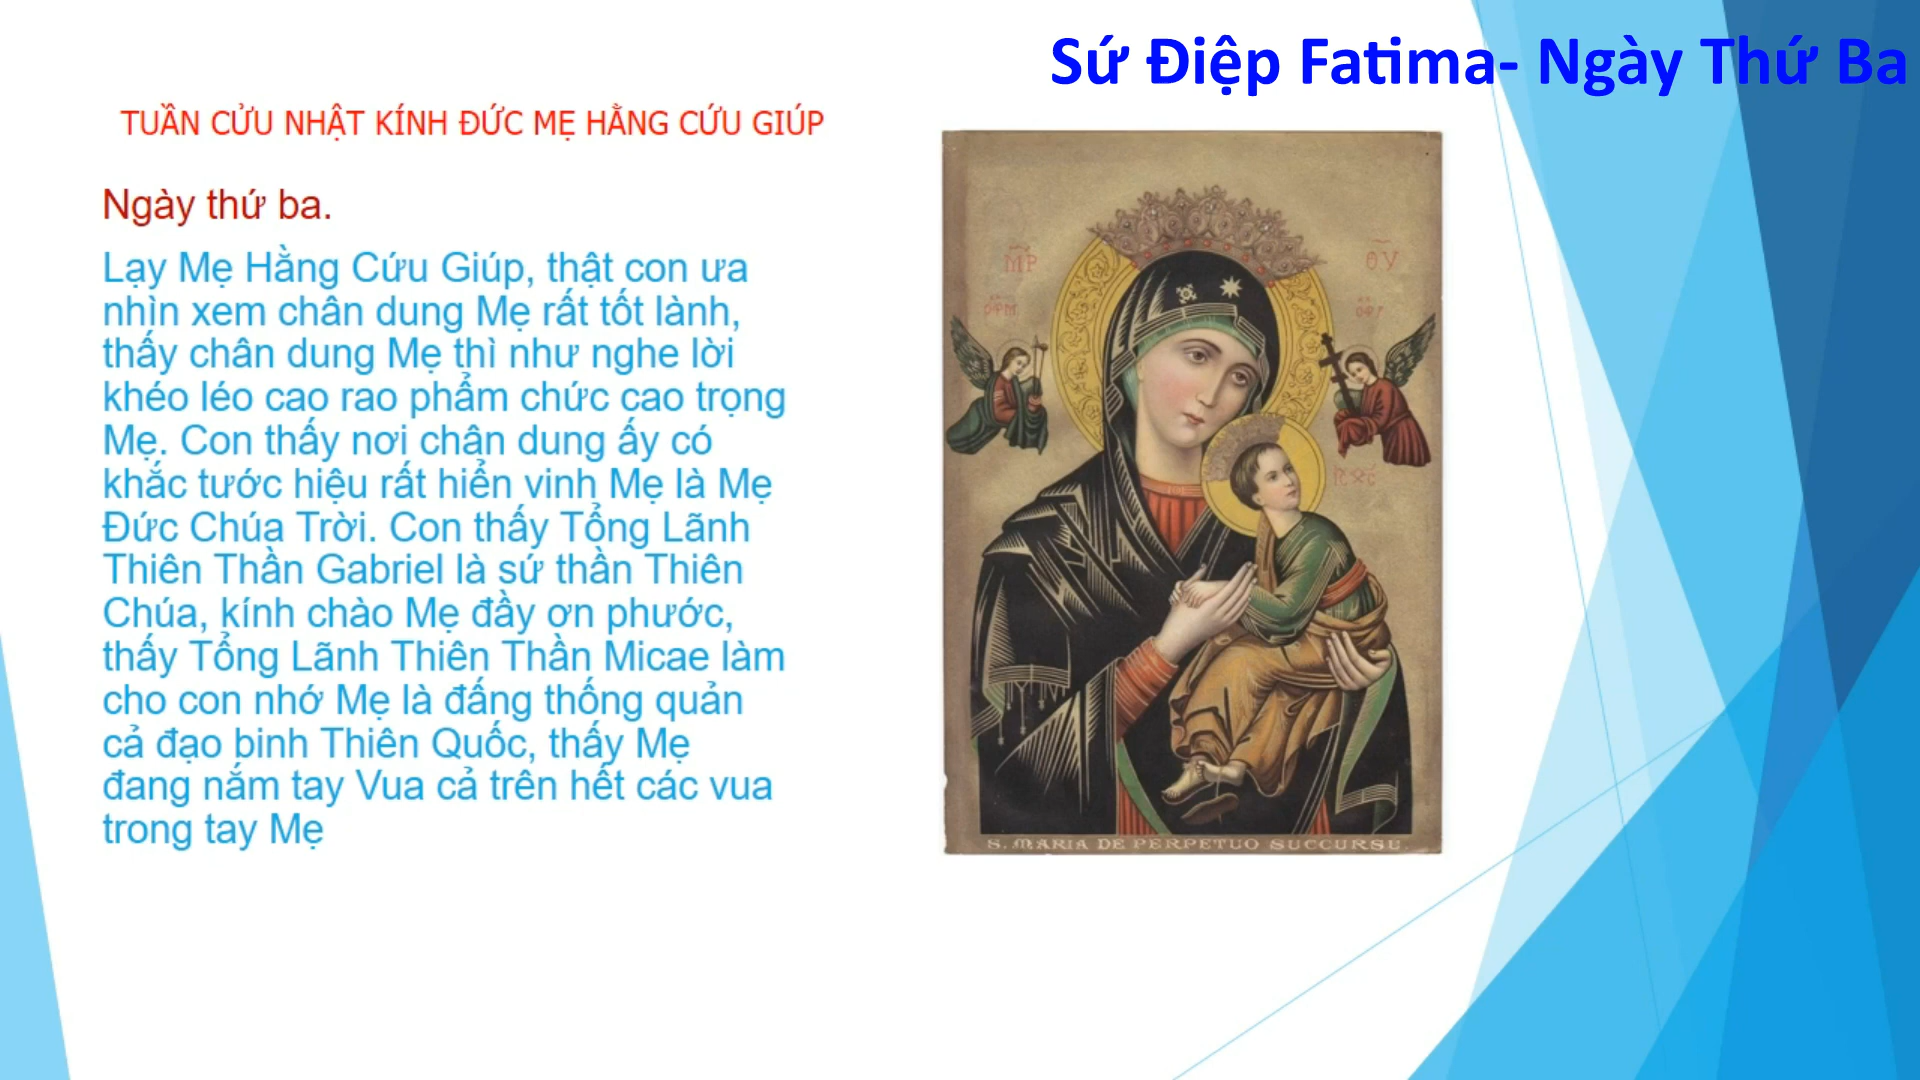 Sứ Điệp Fatima- Ngày Thứ Ba
TUẦN CỬU NHẬT KÍNH ĐỨC MẸ HẰNG CỨU GIÚP
Ngày thứ ba.
Lạy Mẹ Hằng Cứu Giúp, thật con ưa
nhìn xem chân dung Mẹ rất tốt lành,
thấy chân dung Mẹ thì như nghe lời
khéo léo cao rao phẩm chức cao trọng
Mẹ. Con thấy nơi chân dung ấy có
khắc tước hiệu rất hiển vinh Mẹ là Mẹ
Đức Chúa Trời. Con thấy Tổng Lãnh
Thiên Thần Gabriel là sứ thần Thiên
Chúa, kính chào Mẹ đầy ơn phước,
thấy Tổng Lãnh Thiên Thần Micae làm
cho con nhớ Mẹ là đấng thống quản
cả đạo binh Thiên Quốc, thấy Mẹ
đang nắm tay Vua cả trên hết các vua
trong tay Mẹ
S. MARIA DE PERPETUO SUCCURSU.